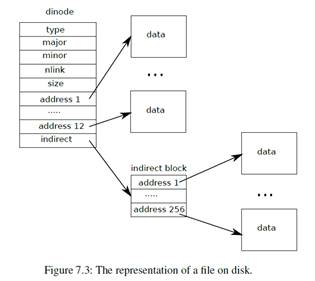 dinode
type
major
minor
nlink
size
address 1
.....
address 12
indirect
data
...
data
indirect block
address 1
.....
address 256
data
...
data
Figure 7.3: The representation of a file on disk.